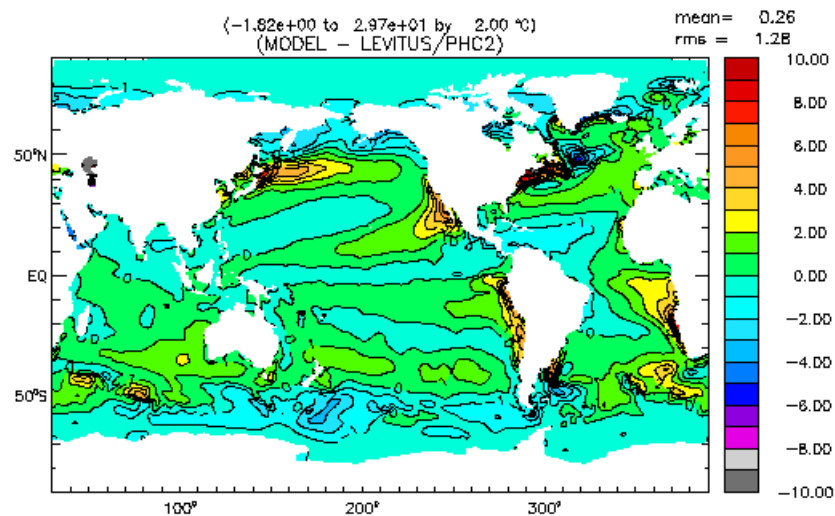 (-1.82e+00 to 2.97e+01 by 2.00 °C)
(MODEL - LEVITUS/PHC2)
mean= 0.26
rms = 1.28
10.00
8.00
6.00
4.00
2.00
0.00
-2.00
-4.00
-6.00
-8.00
-10.00
50°N
EQ
50°S
100°
200°
300°